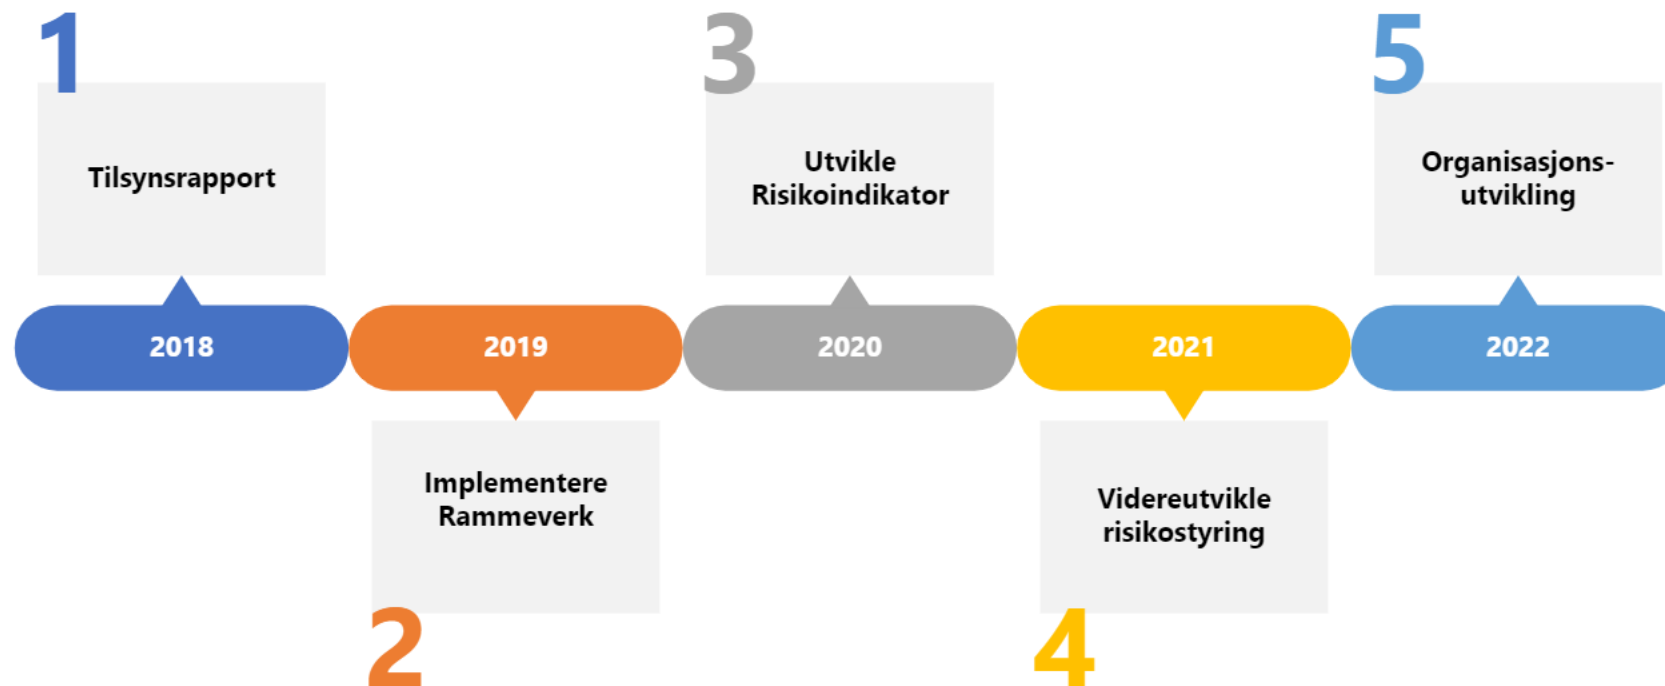 1
Tilsynsrapport
2018
2019
Implementere
Rammeverk
2
3
Utvikle
Risikoindikator
2020
2021
Videreutvikle
risikostyring
4
5
Organisasjons-
utvikling
2022